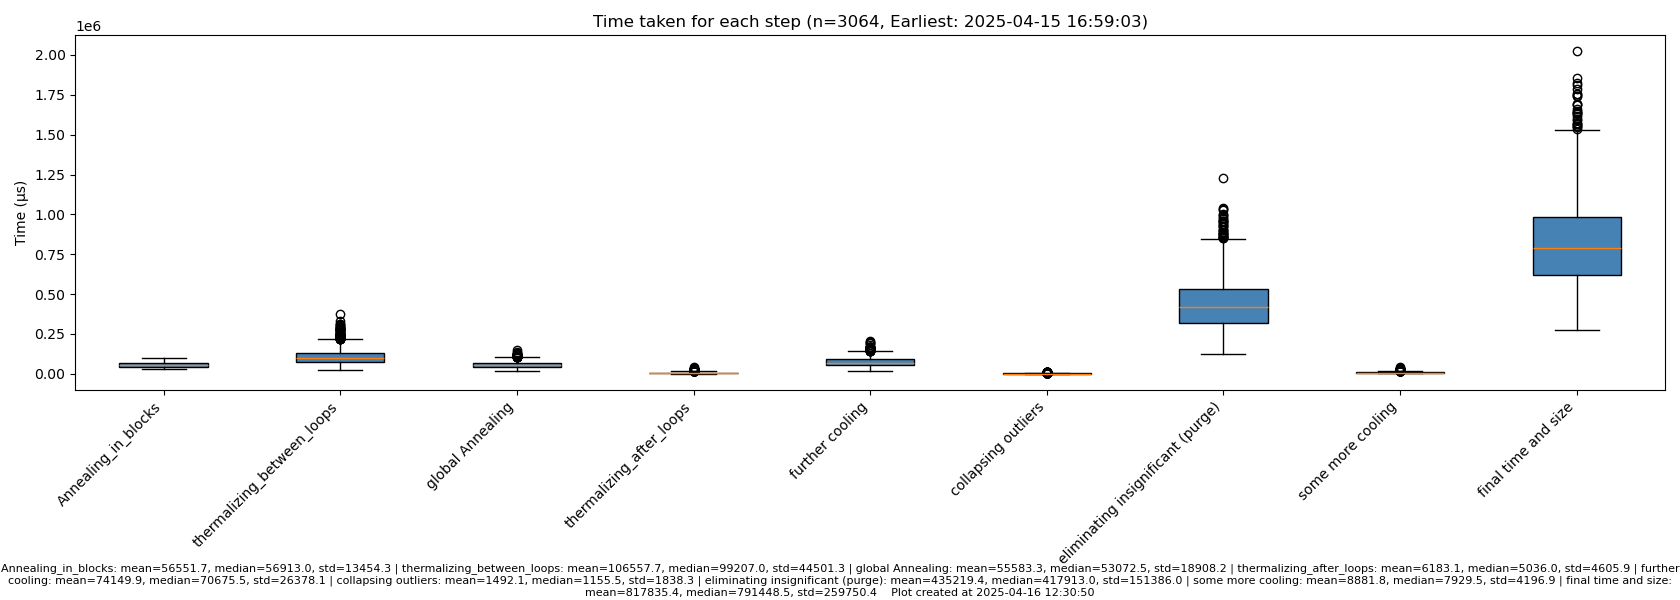 Time taken for each step (n=3064, Earliest: 2025-04-15 16:59:03)
1e6
2.00
1.75
1.50
1.25
1.00
0.75
0.50
0.25
0.00
Time (µs)
Annealing_in_blocks
thermalizing_between_loops
global Annealing
thermalizing_after_loops
further cooling
collapsing outliers
eliminating insignificant (purge)
some more cooling
final time and size
Annealing_in_blocks: mean=56551.7, median=56913.0, std=13454.3 | thermalizing_between_loops: mean=106557.7, median=99207.0, std=44501.3 | global Annealing: mean=55583.3, median=53072.5, std=18908.2 | thermalizing_after_loops: mean=6183.1, median=5036.0, std=4605.9 | further
cooling: mean=74149.9, median=70675.5, std=26378.1 | collapsing outliers: mean=1492.1, median=1155.5, std=1838.3 | eliminating insignificant (purge): mean=435219.4, median=417913.0, std=151386.0 | some more cooling: mean=8881.8, median=7929.5, std=4196.9 | final time and size:
mean=817835.4, median=791448.5, std=259750.4    Plot created at 2025-04-16 12:30:50